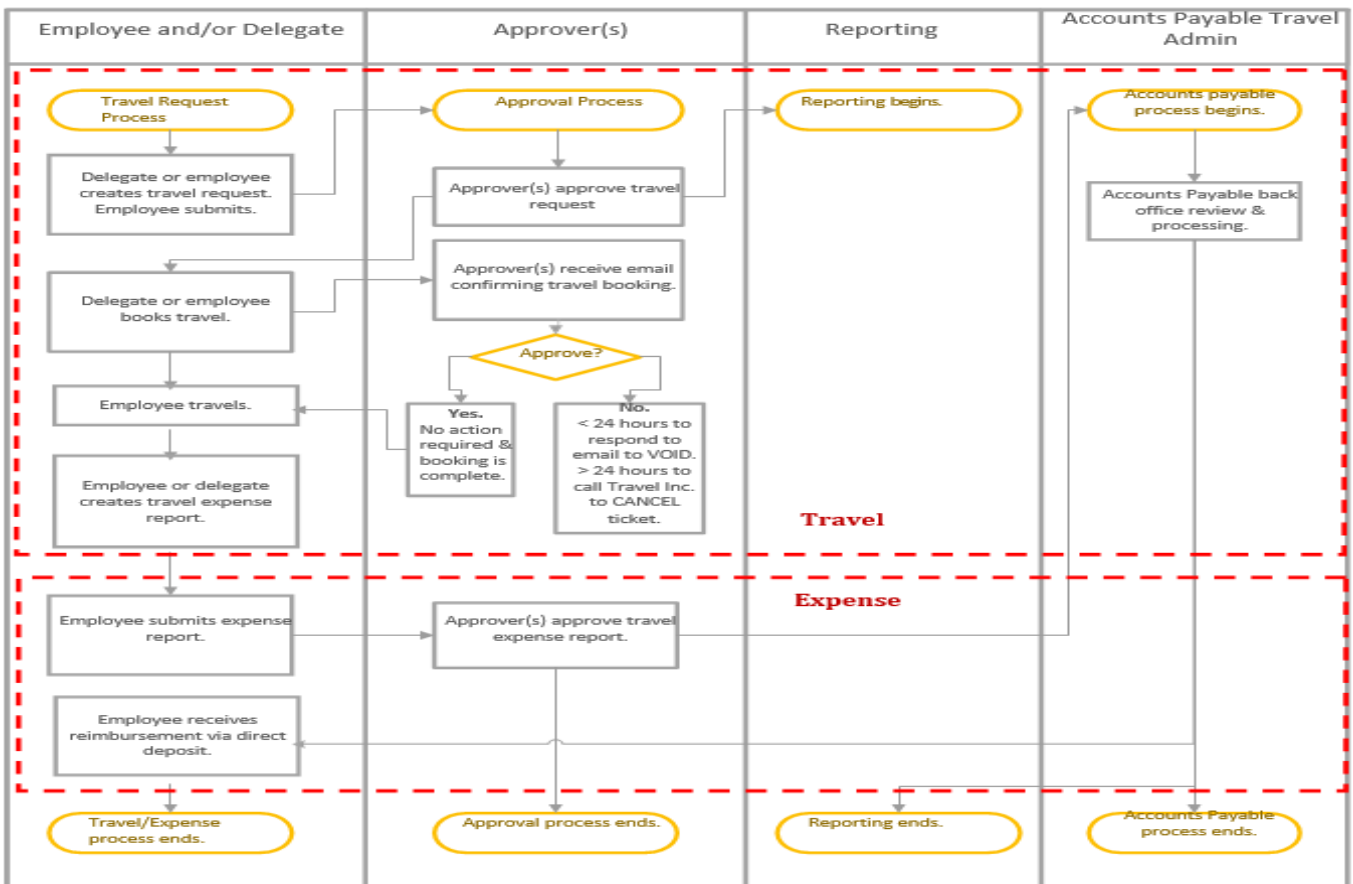 Employee and/or Delegate
Approver(s)
Reporting
Accounts Payable Travel
Admin
Travel Request
Process
Approval Process
Reporting begins.
Accounts payable
process begins.
Delegate or employee
creates travel request.
Employee submits.
Approver(s) approve travel
request
Accounts Payable back
office review &
processing.
Delegate or employee
books travel.
Approver(s) receive email
confirming travel booking.
Approve?
Employee travels.
Yes.
No action
required &
booking is
complete.
No.
< 24 hours to
respond to
email to VOID.
> 24 hours to
call Travel Inc.
to CANCEL
ticket.
Employee or delegate
creates travel expense
report.
Travel
Expense
Employee submits expense
report.
Approver(s) approve travel
expense report.
Employee receives
reimbursement via direct
deposit.
Travel/Expense
process ends.
Approval process ends.
Reporting ends.
Accounts Payable
process ends.